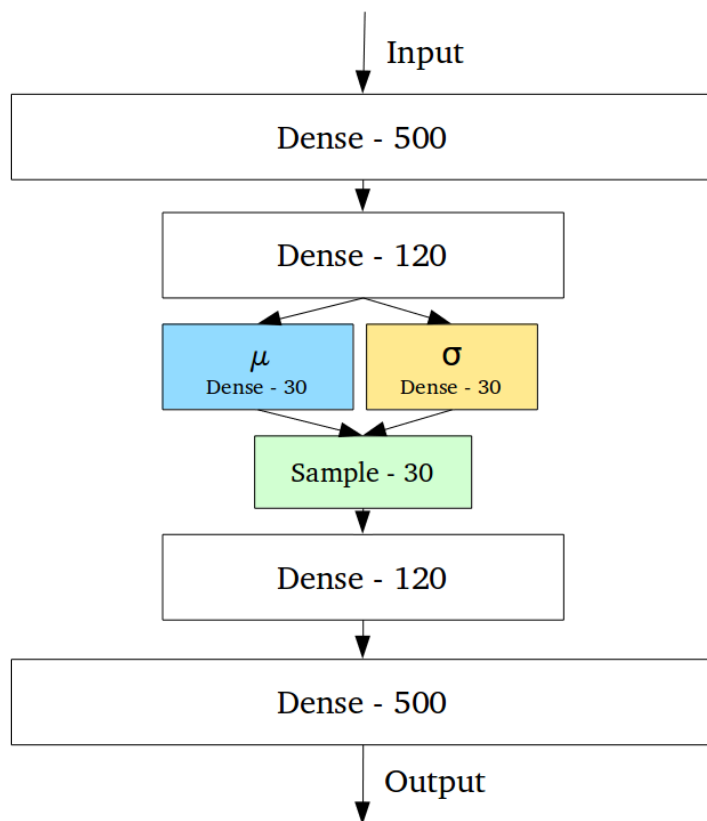 Input
Dense - 500
Dense - 120
μ
Dense - 30
σ
Dense - 30
Sample - 30
Dense - 120
Dense - 500
Output